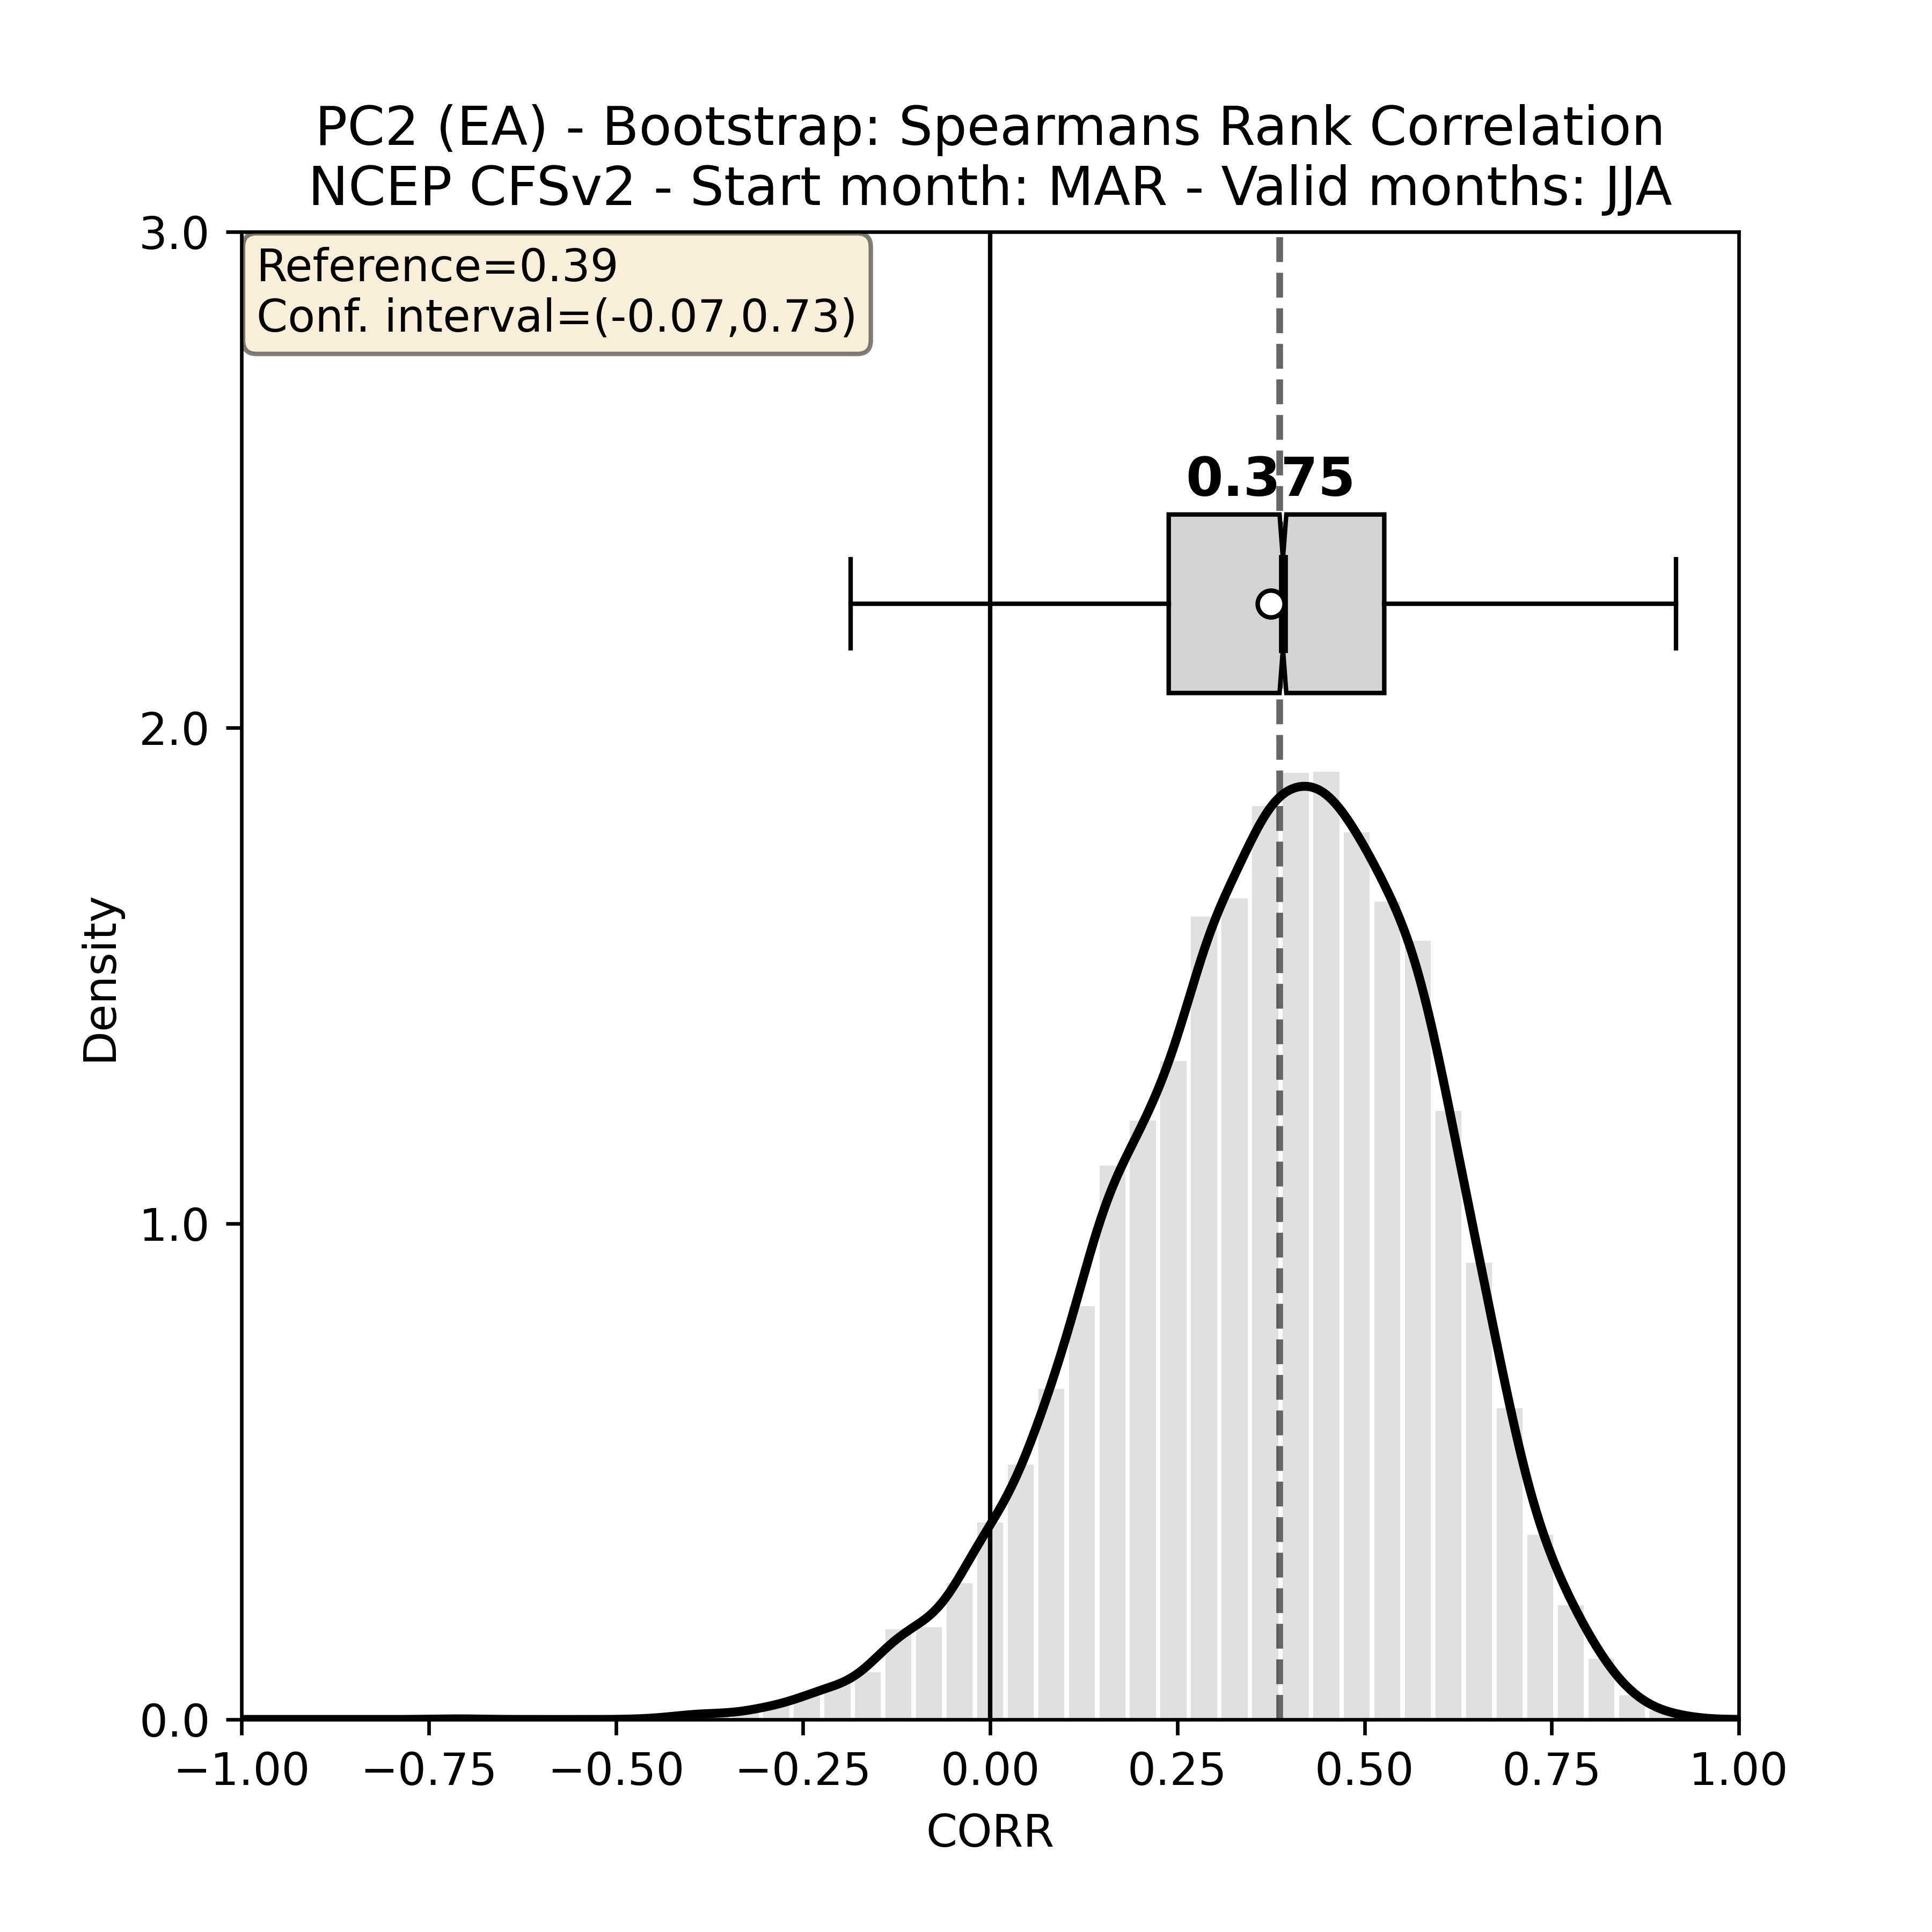 PC2 (EA) - Bootstrap: Spearmans Rank Correlation
NCEP CFSv2 - Start month: MAR - Valid months: JJA
3.0
Reference=0.39
Conf. interval=(-0.07,0.73)
0.375
2.0
Density
1.0
0.0
−1.00 −0.75 −0.50 −0.25 0.00 0.25 0.50 0.75 1.00
CORR